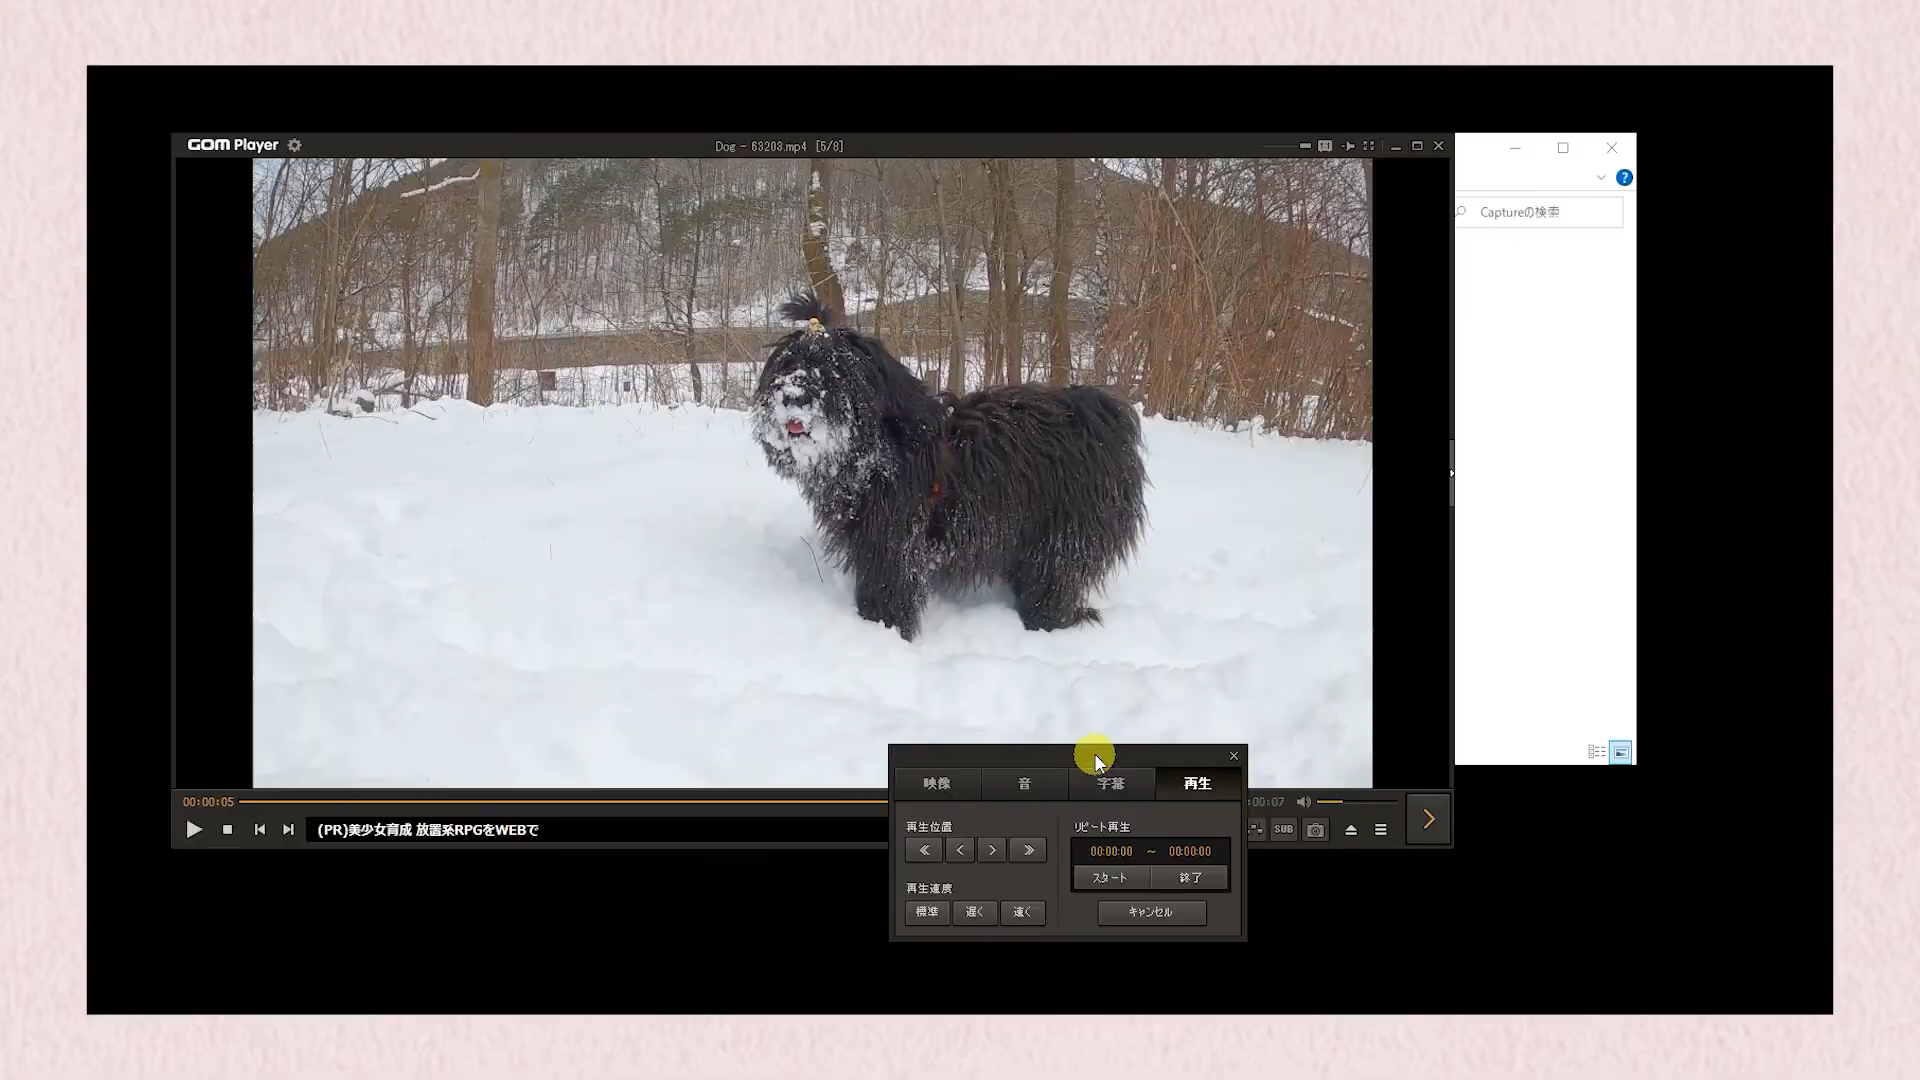 GOM Player
Dog - 63203.mp4 [5/8]
Captureの検索
00:00:05
:00:07
(PR)美少女育成 放置系RPGをWEBで
SUB
映像
音
字幕
再生
再生位置
リピート再生
00:00:00 ~ 00:00:00
スタート
終了
再生速度
標準
遅く
速く
キャンセル